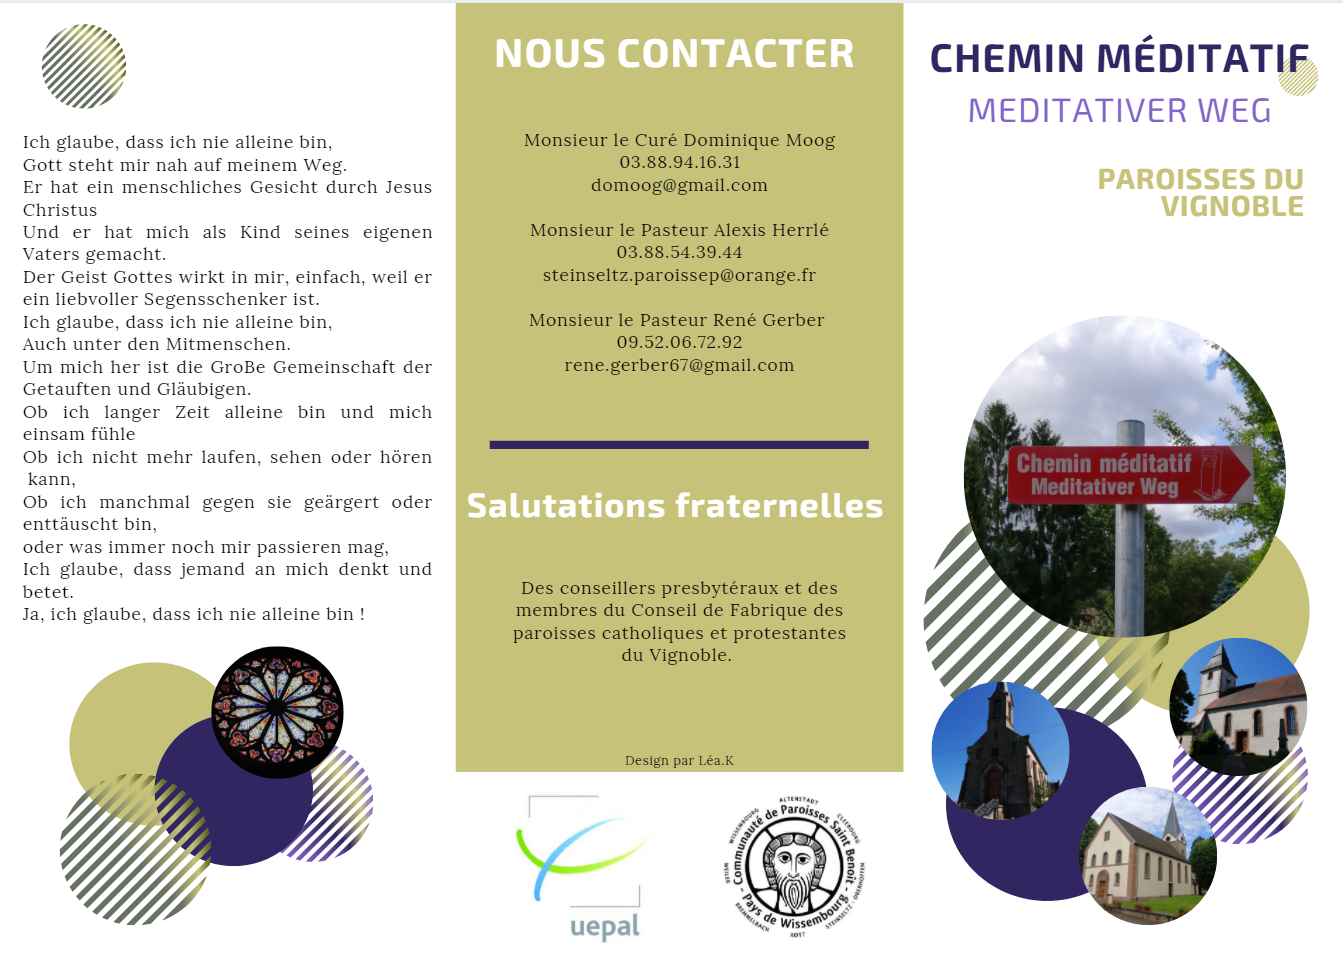 Ich glaube, dass ich nie alleine bin,
Gott steht mir nah auf meinem Weg.
Er hat ein menschliches Gesicht durch Jesus
Christus
Und er hat mich als Kind seines eigenen
Vaters gemacht.
Der Geist Gottes wirkt in mir, einfach, weil er
ein liebvoller Segensschenker ist.
Ich glaube, dass ich nie alleine bin,
Auch unter den Mitmenschen.
Um mich her ist die GroBe Gemeinschaft der
Getauften und Gläubigen.
Ob ich langer Zeit alleine bin und mich
einsam fühle
Ob ich nicht mehr laufen, sehen oder hören
kann,
Ob ich manchmal gegen sie geärgert oder
enttäuscht bin,
oder was immer noch mir passieren mag,
Ich glaube, dass jemand an mich denkt und
betet.
Ja, ich glaube, dass ich nie alleine bin !
NOUS CONTACTER
Monsieur le Curé Dominique Moog
03.88.94.16.31
domoog@gmail.com
Monsieur le Pasteur Alexis Herrlé
03.88.54.39.44
steinseltz.paroissep@orange.fr
Monsieur le Pasteur René Gerber
09.52.06.72.92
rene.gerber67@gmail.com
Salutations fraternelles
Des conseillers presbytéraux et des
membres du Conseil de Fabrique des
paroisses catholiques et protestantes
du Vignoble.
Design par Léa.K
uepal
Communauté de Paroisses Saint Benoît - Pays de Wissembourg -
WEILER
WISSEMBOURG
ALTENSTADT
CLEEBOURG
STEINSELTZ - OBERHOFFEN
ROTT
BREMMELBACH
CHEMIN MÉDITATIF
MEDITATIVER WEG
PAROISSES DU
VIGNOBLE
Chemin méditatif
Meditativer Weg